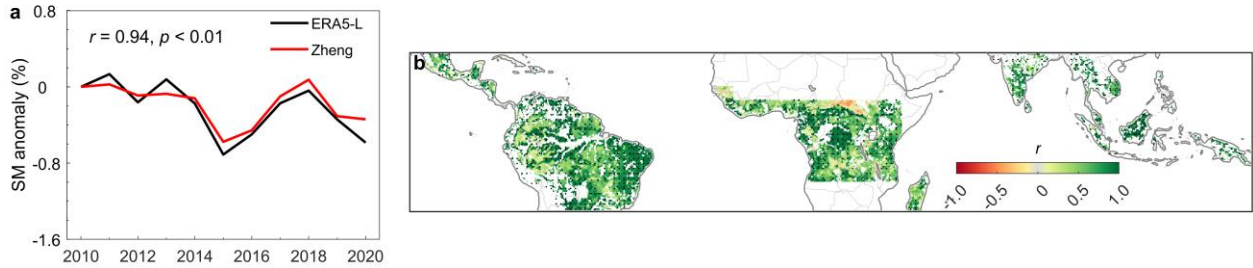 a
0.8
0
-0.8
-1.6
SM anomaly (%)
r = 0.94, p < 0.01
ERA5-L
Zheng
2010 2012 2014 2016 2018 2020
b
r
-1.0 -0.5 0 0.5 1.0